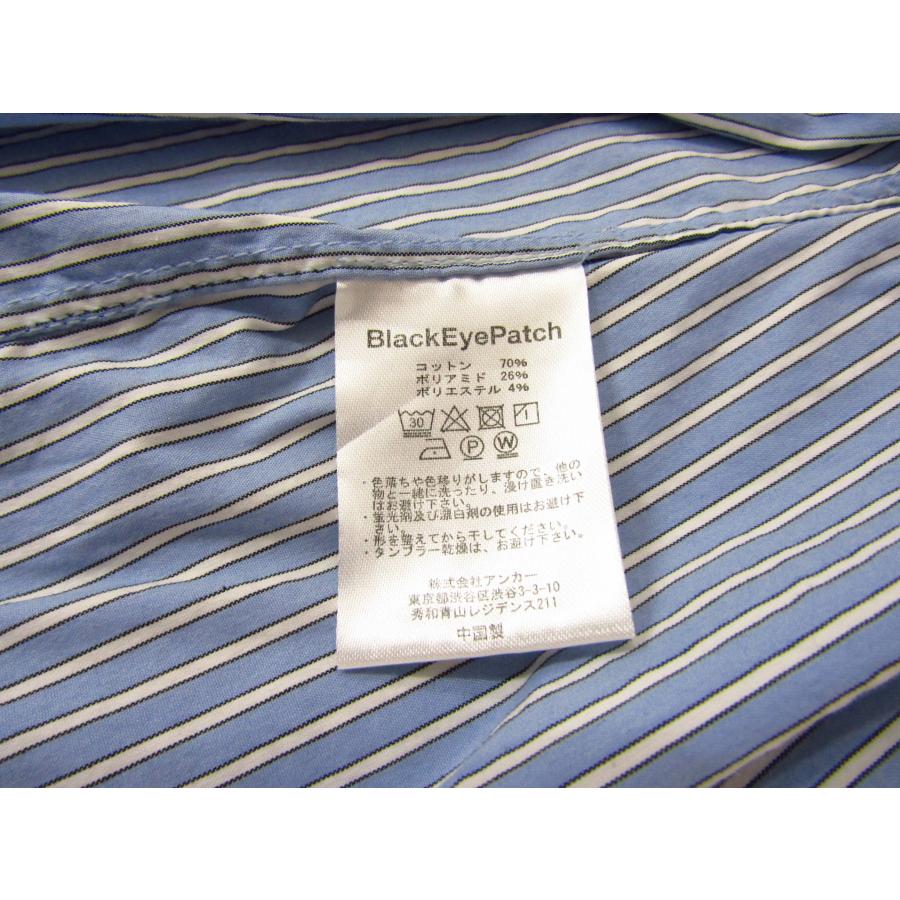 BlackEyePatch
コットン 70%
ポリアミド 26%
ポリエステル 4%
30 1
P W
・色落ちや色移りがしますので、他の
物と一緒に洗ったり、浸け置き洗い
はお避け下さい。
・蛍光剤及び漂白剤の使用はお避け下
さい。
・形を整えてから干してください。
・タンブラー乾燥は、お避け下さい。
株式会社アンカー
東京都渋谷区渋谷3-3-10
秀和青山レジデンス211
中国製